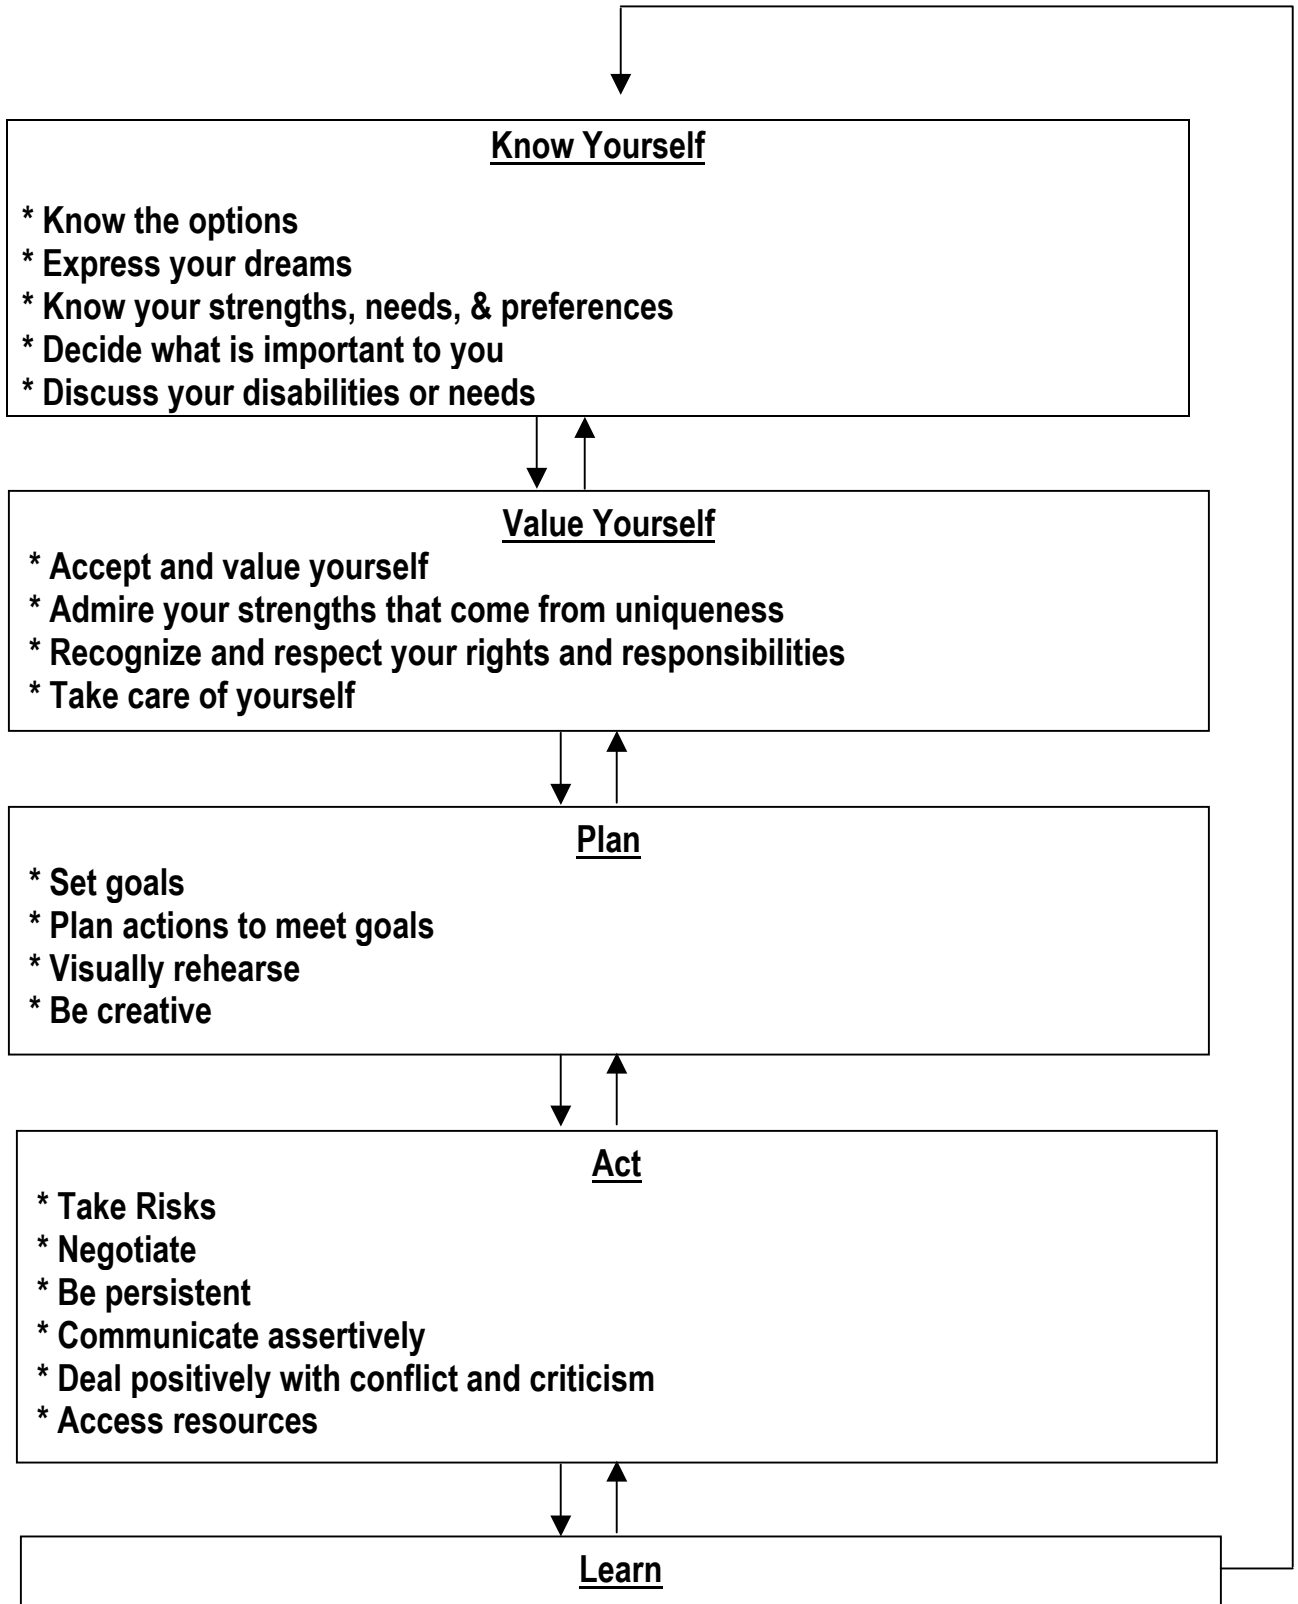 Know Yourself
* Know the options
* Express your dreams
* Know your strengths, needs, & preferences
* Decide what is important to you
* Discuss your disabilities or needs
Value Yourself
* Accept and value yourself
* Admire your strengths that come from uniqueness
* Recognize and respect your rights and responsibilities
* Take care of yourself
Plan
* Set goals
* Plan actions to meet goals
* Visually rehearse
* Be creative
Act
* Take Risks
* Negotiate
* Be persistent
* Communicate assertively
* Deal positively with conflict and criticism
* Access resources
Learn